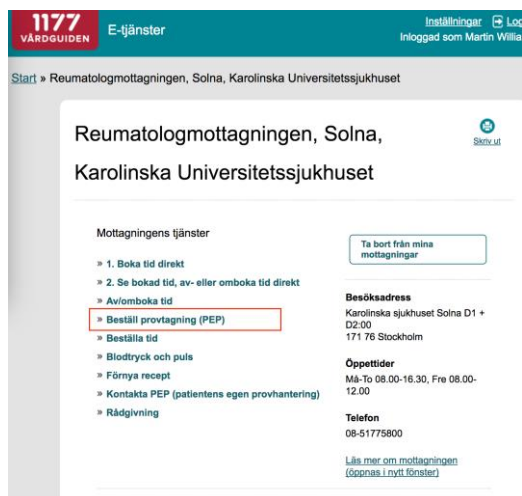 1177
VÅRDGUIDEN
E-tjänster
Inställningar
Inloggad som Martin
Start » Reumatologmottagningen, Solna, Karolinska Universitetssjukhuset
Reumatologmottagningen, Solna,
Karolinska Universitetssjukhuset
Skriv ut
Mottagningens tjänster
» 1. Boka tid direkt
» 2. Se bokad tid, av- eller omboka tid direkt
» Av/omboka tid
» Beställ provtagning (PEP)
» Beställa tid
» Blodtryck och puls
» Förnya recept
» Kontakta PEP (patientens egen provhantering)
» Rådgivning
Ta bort från mina
mottagningar
Besöksadress
Karolinska sjukhuset Solna D1 +
D2:00
171 76 Stockholm
Öppettider
Må-To 08.00-16.30, Fre 08.00-
12.00
Telefon
08-51775800
Läs mer om mottagningen
(öppnas i nytt fönster)